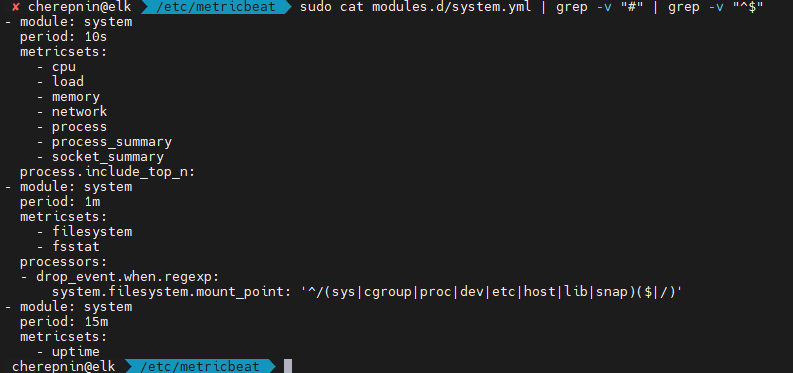 ✘ cherepnin@elk /etc/metricbeat sudo cat modules.d/system.yml | grep -v "#" | grep -v "^$"
- module: system
  period: 10s
  metricsets:
    - cpu
    - load
    - memory
    - network
    - process
    - process_summary
    - socket_summary
  process.include_top_n:
- module: system
  period: 1m
  metricsets:
    - filesystem
    - fsstat
  processors:
  - drop_event.when.regexp:
      system.filesystem.mount_point: '^/(sys|cgroup|proc|dev|etc|host|lib|snap)($|/)'
- module: system
  period: 15m
  metricsets:
    - uptime
cherepnin@elk /etc/metricbeat